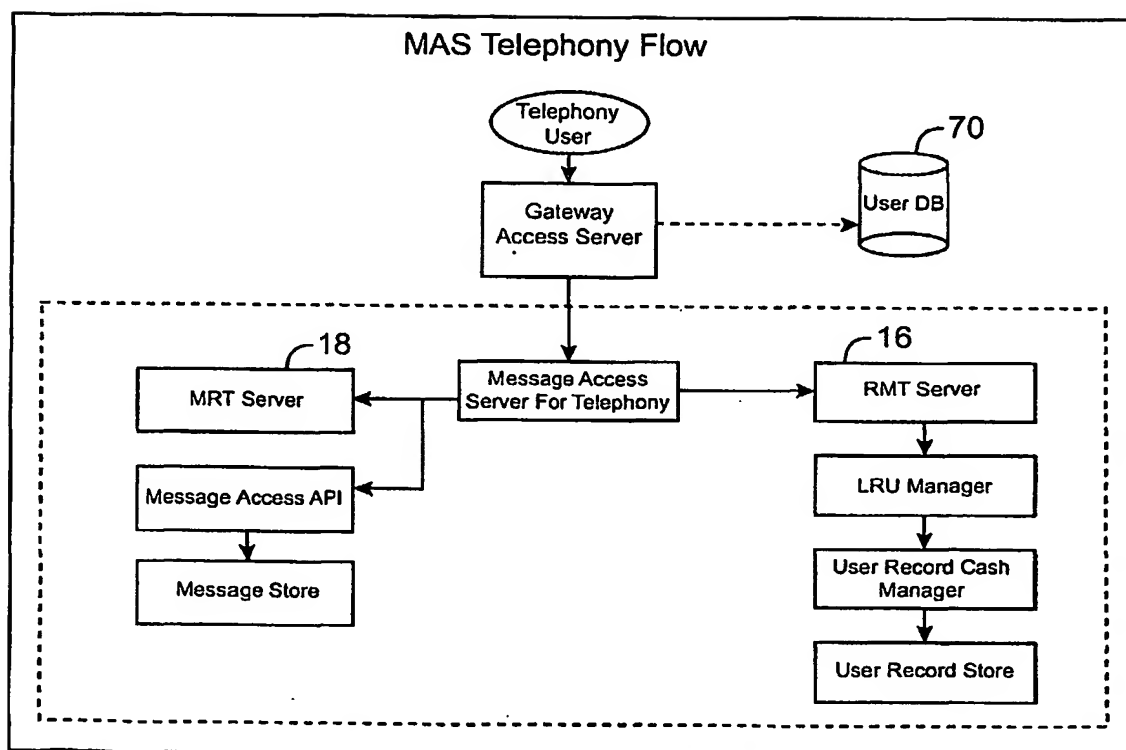 MAS Telephony Flow
Telephony
User
70
User DB
Gateway
Access Server
18
16
MRT Server
Message Access
Server For Telephony
RMT Server
Message Access API
LRU Manager
Message Store
User Record Cash
Manager
User Record Store